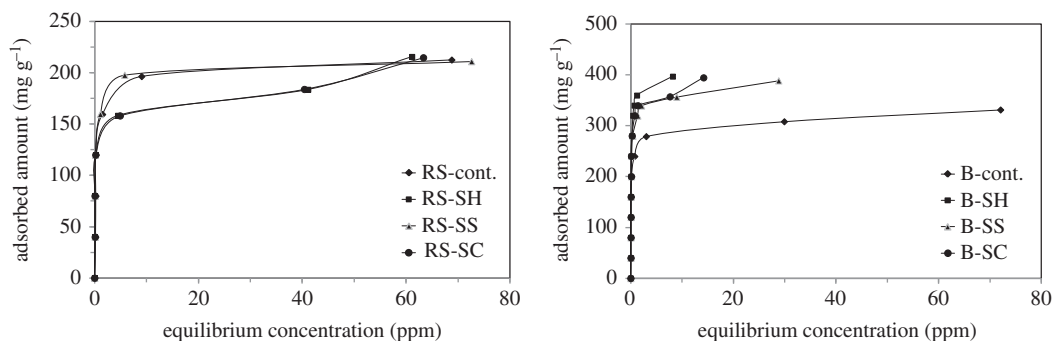 adsorbed amount (mg g⁻¹)
250
200
150
100
50
0
0 20 40 60 80
equilibrium concentration (ppm)
RS-cont.
RS-SH
RS-SS
RS-SC
adsorbed amount (mg g⁻¹)
500
400
300
200
100
0
0 20 40 60 80
equilibrium concentration (ppm)
B-cont.
B-SH
B-SS
B-SC